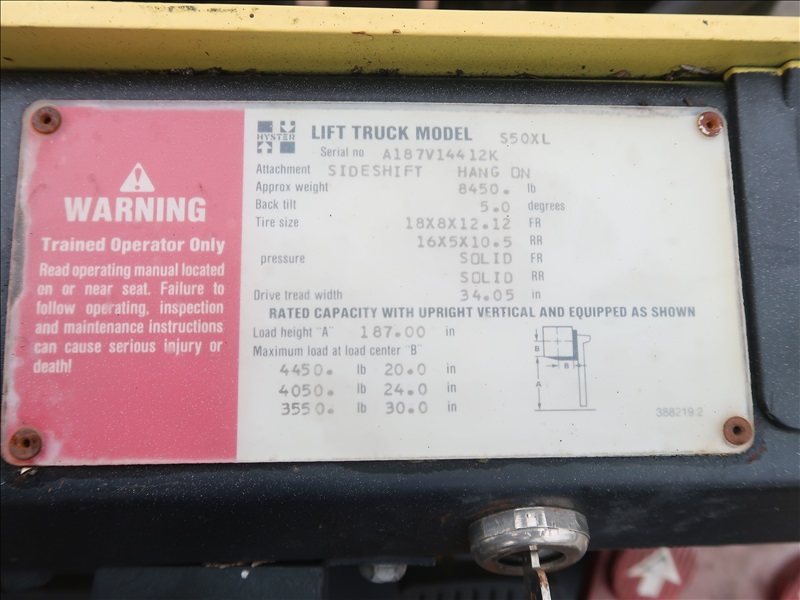 WARNING
Trained Operator Only
Read operating manual located
on or near seat. Failure to
follow operating, inspection
and maintenance instructions
can cause serious injury or
death!
HYSTER
LIFT TRUCK MODEL S50XL
Serial no A187V14412K
Attachment SIDESHIFT HANG ON
Approx weight 8450. lb
Back tilt 5.0 degrees
Tire size 18X8X12.12 FR
16X5X10.5 RR
pressure SOLID FR
SOLID RR
Drive tread width 34.05 in
RATED CAPACITY WITH UPRIGHT VERTICAL AND EQUIPPED AS SHOWN
Load height "A" 187.00 in
Maximum load at load center "B"
4450. lb 20.0 in
4050. lb 24.0 in
3550. lb 30.0 in
B
B
A
388219 2